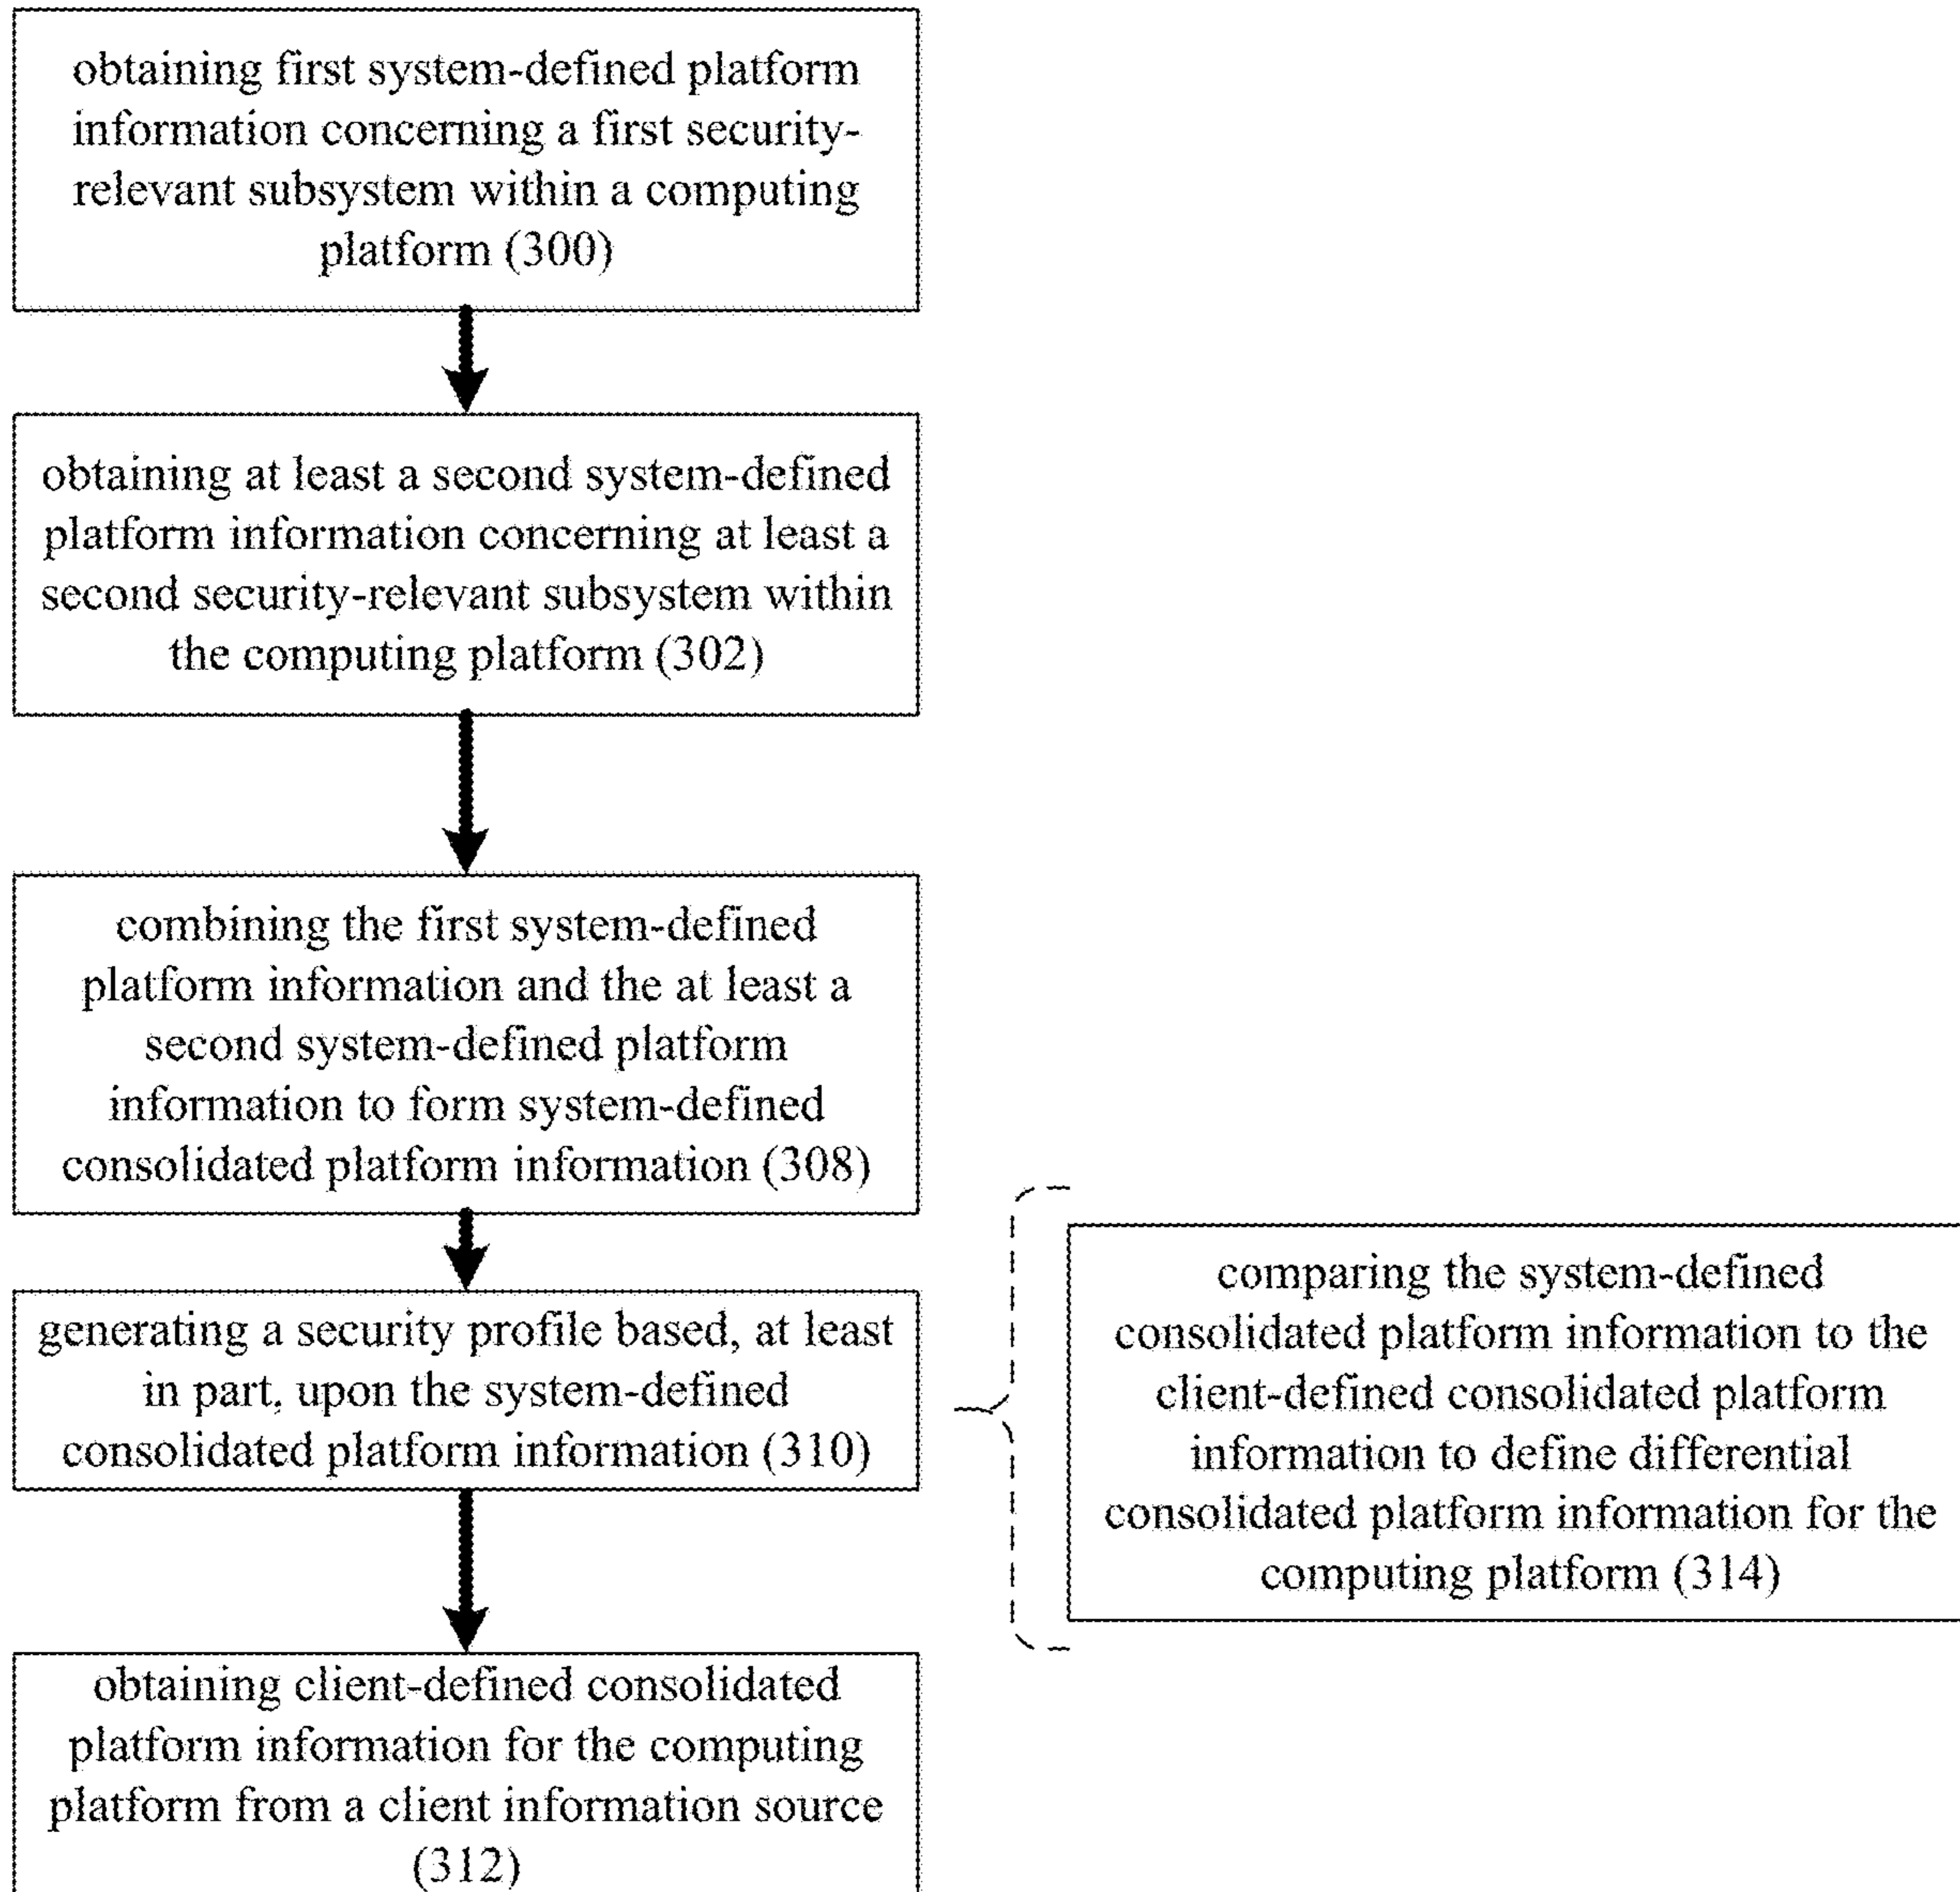 obtaining first system-defined platform
information concerning a first security-
relevant subsystem within a computing
platform (300)
obtaining at least a second system-defined
platform information concerning at least a
second security-relevant subsystem within
the computing platform (302)
combining the first system-defined
platform information and the at least a
second system-defined platform
information to form system-defined
consolidated platform information (308)
generating a security profile based, at least
in part, upon the system-defined
consolidated platform information (310)
comparing the system-defined
consolidated platform information to the
client-defined consolidated platform
information to define differential
consolidated platform information for the
computing platform (314)
obtaining client-defined consolidated
platform information for the computing
platform from a client information source
(312)